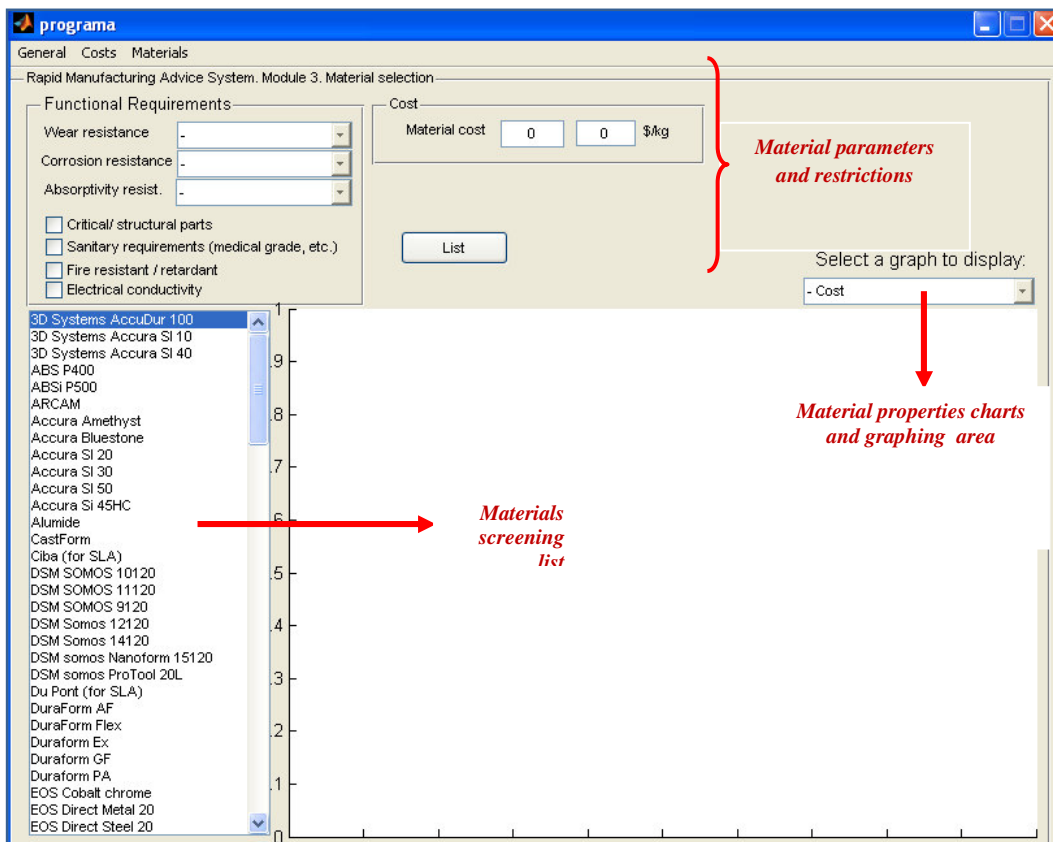 programa
General Costs Materials
Rapid Manufacturing Advice System. Module 3. Material selection
Functional Requirements
Wear resistance -
Corrosion resistance -
Absorptivity resist. -
Critical/ structural parts
Sanitary requirements (medical grade, etc.)
Fire resistant / retardant
Electrical conductivity
Cost
Material cost 0 0 $/kg
List
Material parameters
and restrictions
Select a graph to display:
- Cost
3D Systems AccuDur 100
3D Systems Accura SI 10
3D Systems Accura SI 40
ABS P400
ABSi P500
ARCAM
Accura Amethyst
Accura Bluestone
Accura SI 20
Accura SI 30
Accura SI 50
Accura Si 45HC
Alumide
CastForm
Ciba (for SLA)
DSM SOMOS 10120
DSM SOMOS 11120
DSM SOMOS 9120
DSM Somos 12120
DSM Somos 14120
DSM somos Nanoform 15120
DSM somos ProTool 20L
Du Pont (for SLA)
DuraForm AF
DuraForm Flex
Duraform Ex
Duraform GF
Duraform PA
EOS Cobalt chrome
EOS Direct Metal 20
EOS Direct Steel 20
1
.9
.8
.7
.6
.5
.4
.3
.2
.1
0
Material properties charts
and graphing area
Materials
screening
list